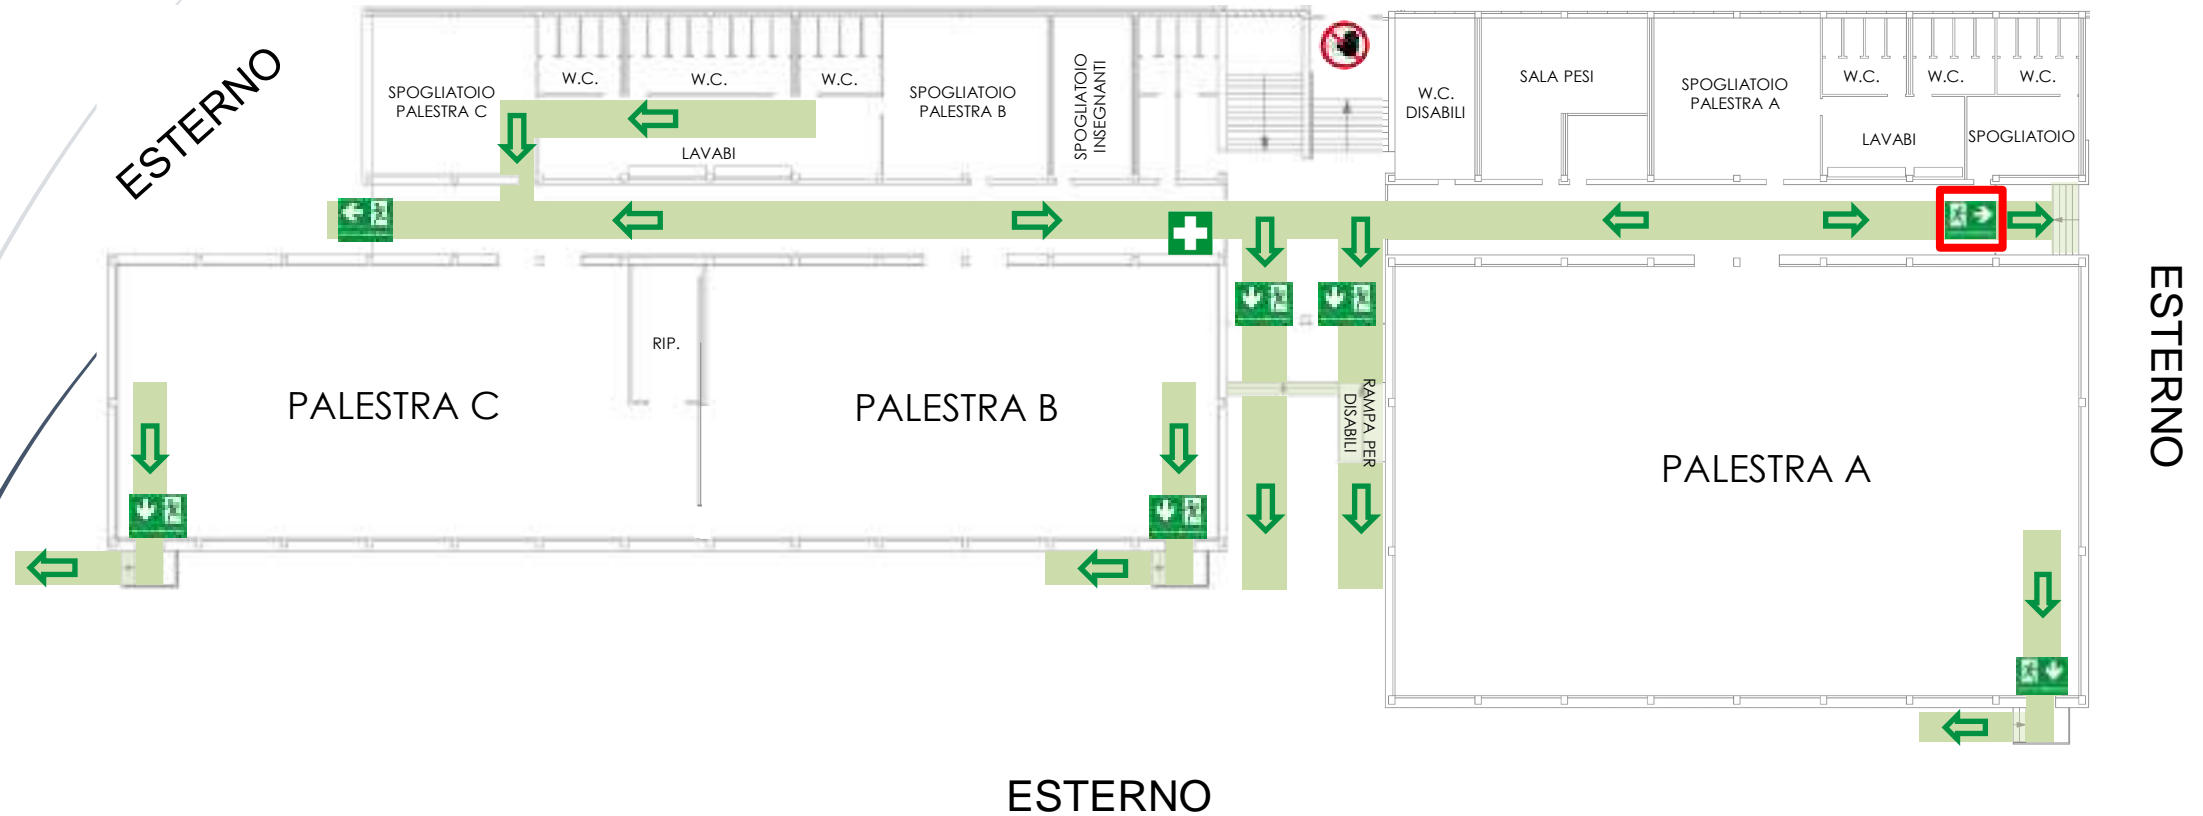 ESTERNO
SPOGLIATOIO
PALESTRA C
W.C.
W.C.
W.C.
LAVABI
SPOGLIATOIO
PALESTRA B
SPOGLIATOIO
INSEGNANTI
W.C.
DISABILI
SALA PESI
SPOGLIATOIO
PALESTRA A
W.C.
W.C.
W.C.
LAVABI
SPOGLIATOIO
PALESTRA C
RIP.
PALESTRA B
RAMPA PER
DISABILI
PALESTRA A
ESTERNO
ESTERNO